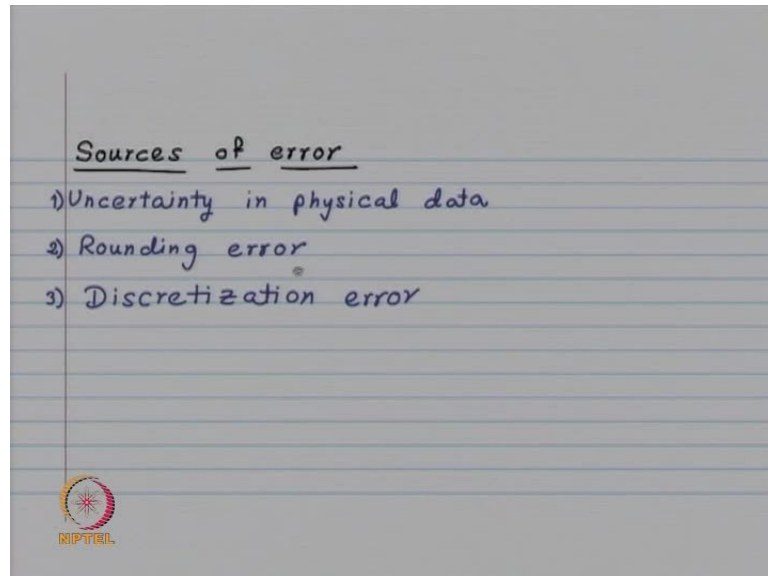 Sources of error
1) Uncertainty in physical data
2) Rounding error
3) Discretization error
NPTEL